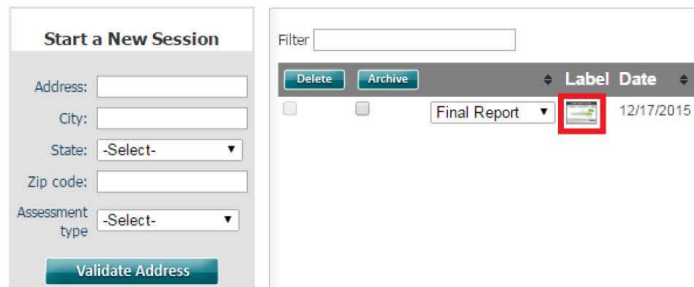 Start a New Session
Address:
City:
State: -Select-
Zip code:
Assessment type -Select-
Validate Address
Filter
Delete Archive Label Date
Final Report 12/17/2015